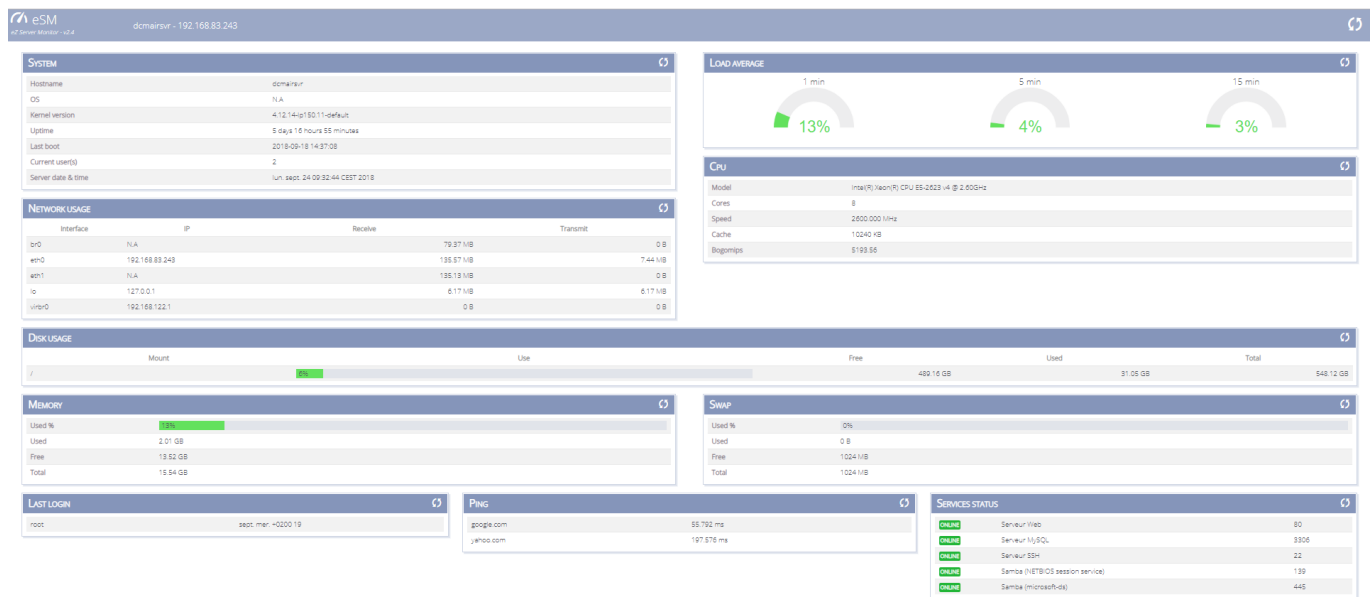 eSM
eZ Server Monitor - v2.4
dcmairsvr - 192.168.83.243
SYSTEM
Hostname dcmairsvr
OS N.A
Kernel version 4.12.14-lp150.11-default
Uptime 5 days 16 hours 55 minutes
Last boot 2018-09-18 14:37:08
Current user(s) 2
Server date & time lun. sept. 24 09:32:44 CEST 2018
LOAD AVERAGE
1 min 5 min 15 min
13% 4% 3%
CPU
Model Intel(R) Xeon(R) CPU E5-2623 v4 @ 2.60GHz
Cores 8
Speed 2600.000 MHz
Cache 10240 KB
Bogomips 5193.56
NETWORK USAGE
Interface IP Receive Transmit
br0 N.A 79.37 MB 0 B
eth0 192.168.83.243 135.57 MB 7.44 MB
eth1 N.A 135.13 MB 0 B
lo 127.0.0.1 6.17 MB 6.17 MB
virbr0 192.168.122.1 0 B 0 B
DISK USAGE
Mount Use Free Used Total
/ 6% 489.16 GB 31.05 GB 548.12 GB
MEMORY
Used % 13%
Used 2.01 GB
Free 13.52 GB
Total 15.54 GB
SWAP
Used % 0%
Used 0 B
Free 1024 MB
Total 1024 MB
LAST LOGIN
root sept. mer. +0200 19
PING
google.com 55.792 ms
yahoo.com 197.576 ms
SERVICES STATUS
ONLINE Serveur Web 80
ONLINE Serveur MySQL 3306
ONLINE Serveur SSH 22
ONLINE Samba (NETBIOS session service) 139
ONLINE Samba (microsoft-ds) 445